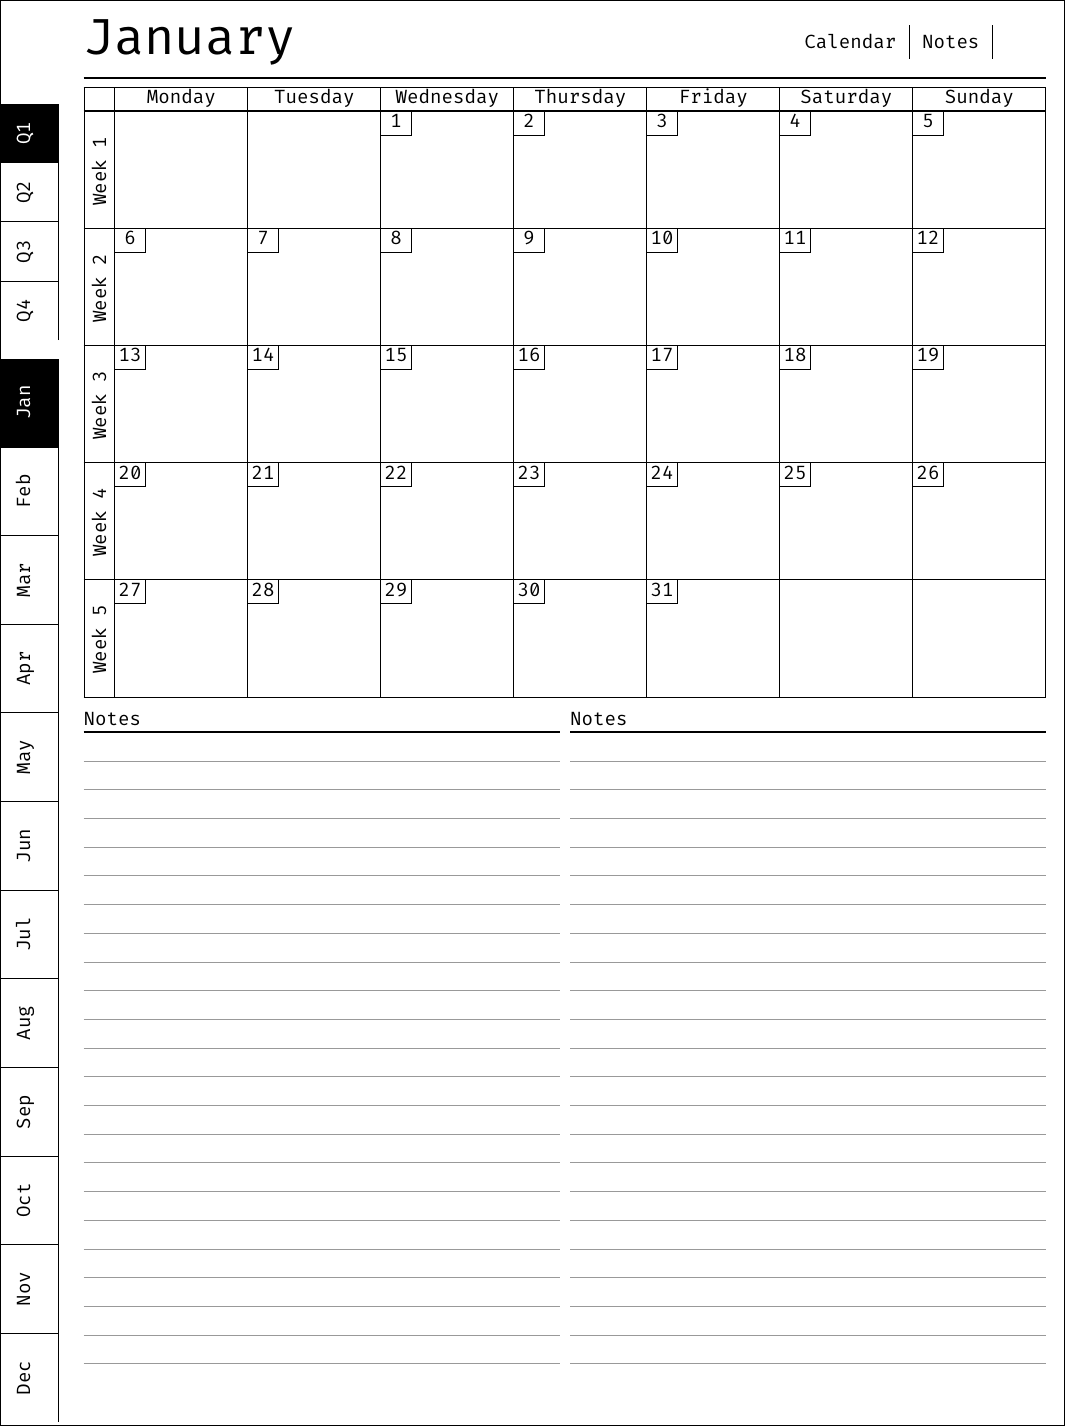 January
Calendar Notes
Monday Tuesday Wednesday Thursday Friday Saturday Sunday
Week 1 1 2 3 4 5
Week 2 6 7 8 9 10 11 12
Week 3 13 14 15 16 17 18 19
Week 4 20 21 22 23 24 25 26
Week 5 27 28 29 30 31
Notes Notes
Q1
Q2
Q3
Q4
Jan
Feb
Mar
Apr
May
Jun
Jul
Aug
Sep
Oct
Nov
Dec